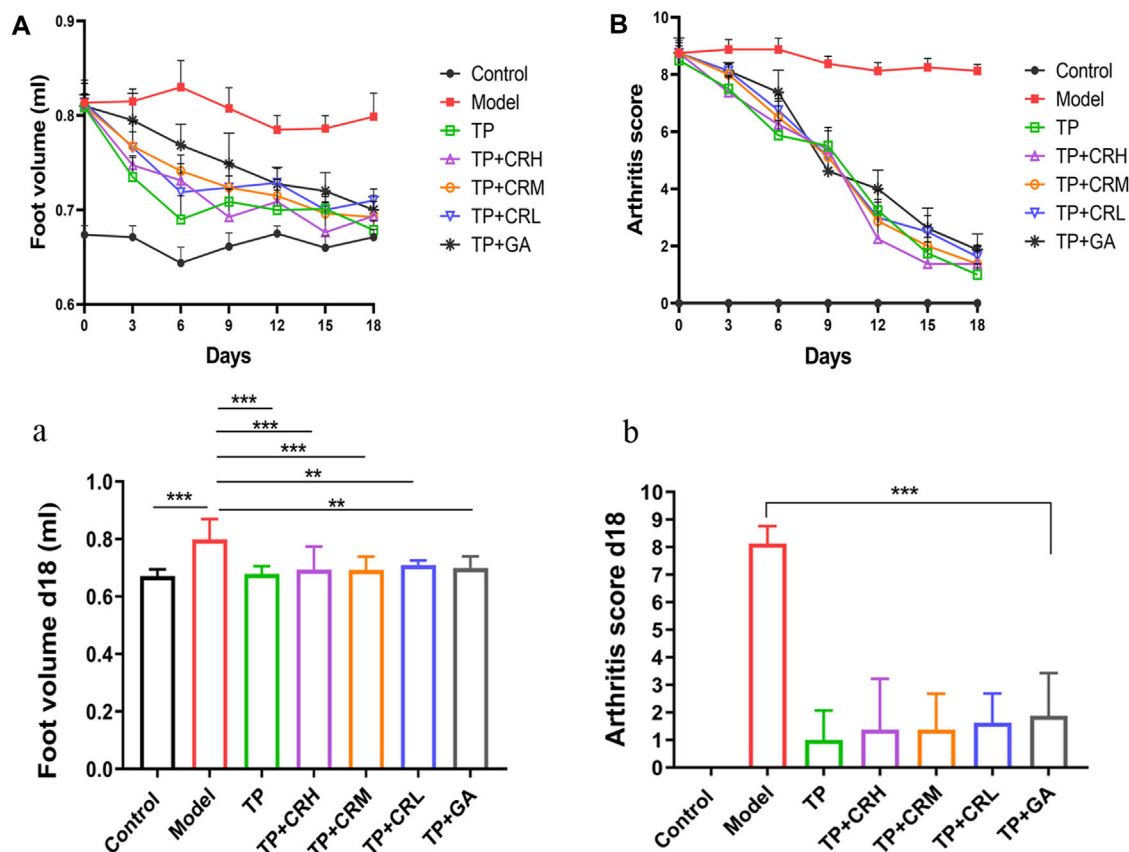 A
Foot volume (ml)
0.9
0.8
0.7
0.6
0 3 6 9 12 15 18
Days
Control
Model
TP
TP+CRH
TP+CRM
TP+CRL
TP+GA
B
Arthritis score
10
8
6
4
2
0
0 3 6 9 12 15 18
Days
Control
Model
TP
TP+CRH
TP+CRM
TP+CRL
TP+GA
a
***
***
***
**
**
***
Foot volume d18 (ml)
1.0
0.8
0.6
0.4
0.2
0.0
Control Model TP TP+CRH TP+CRM TP+CRL TP+GA
b
***
Arthritis score d18
10
9
8
7
6
5
4
3
2
1
0
Control Model TP TP+CRH TP+CRM TP+CRL TP+GA